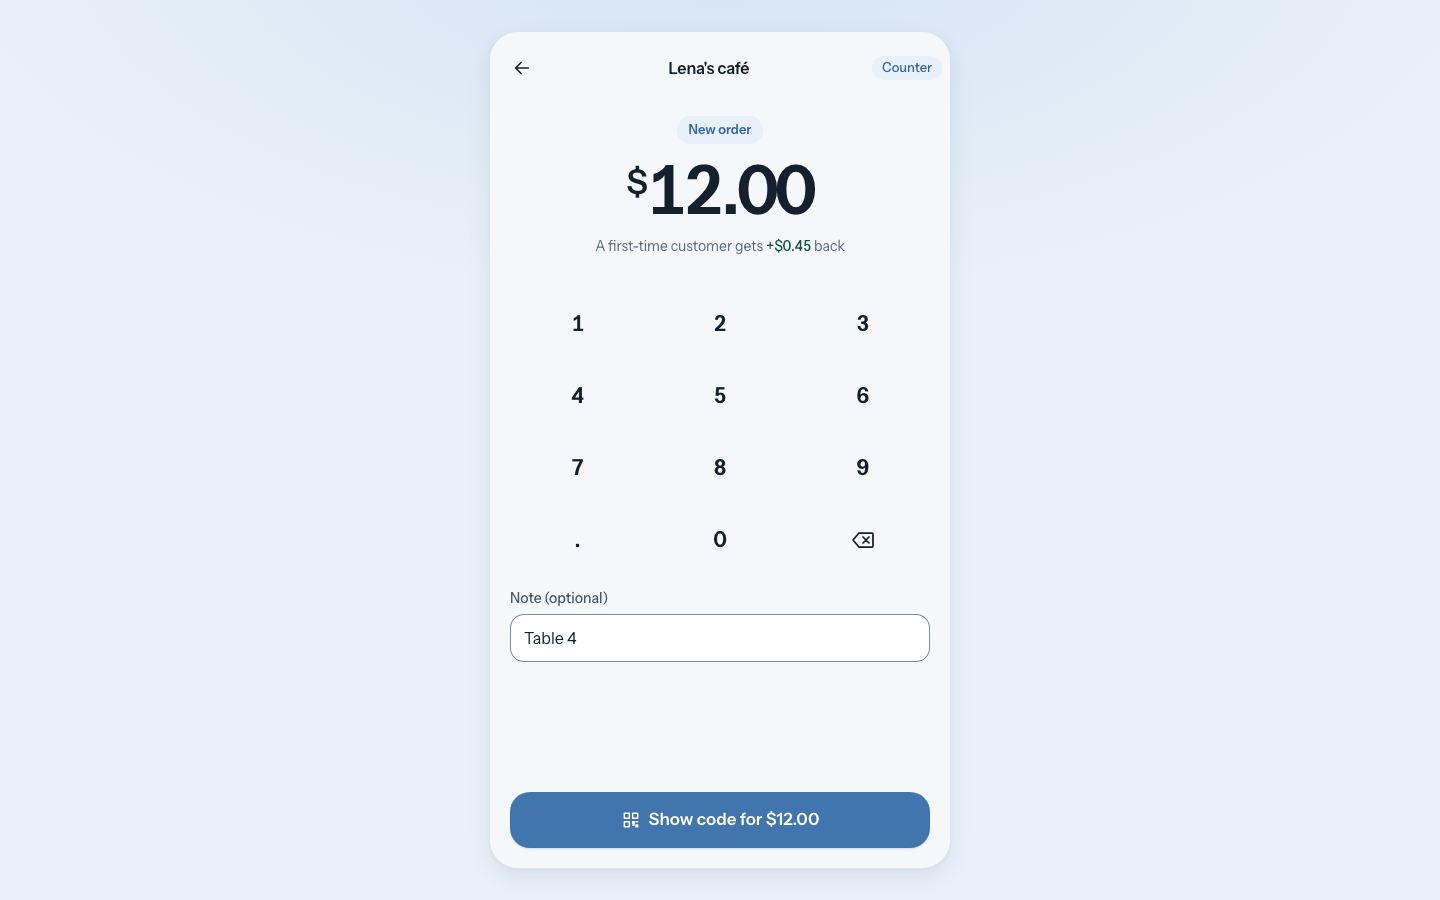 Lena's café
Counter
New order
$12.00
A first-time customer gets +$0.45 back
1 2 3
4 5 6
7 8 9
. 0
Note (optional)
Table 4
Show code for $12.00